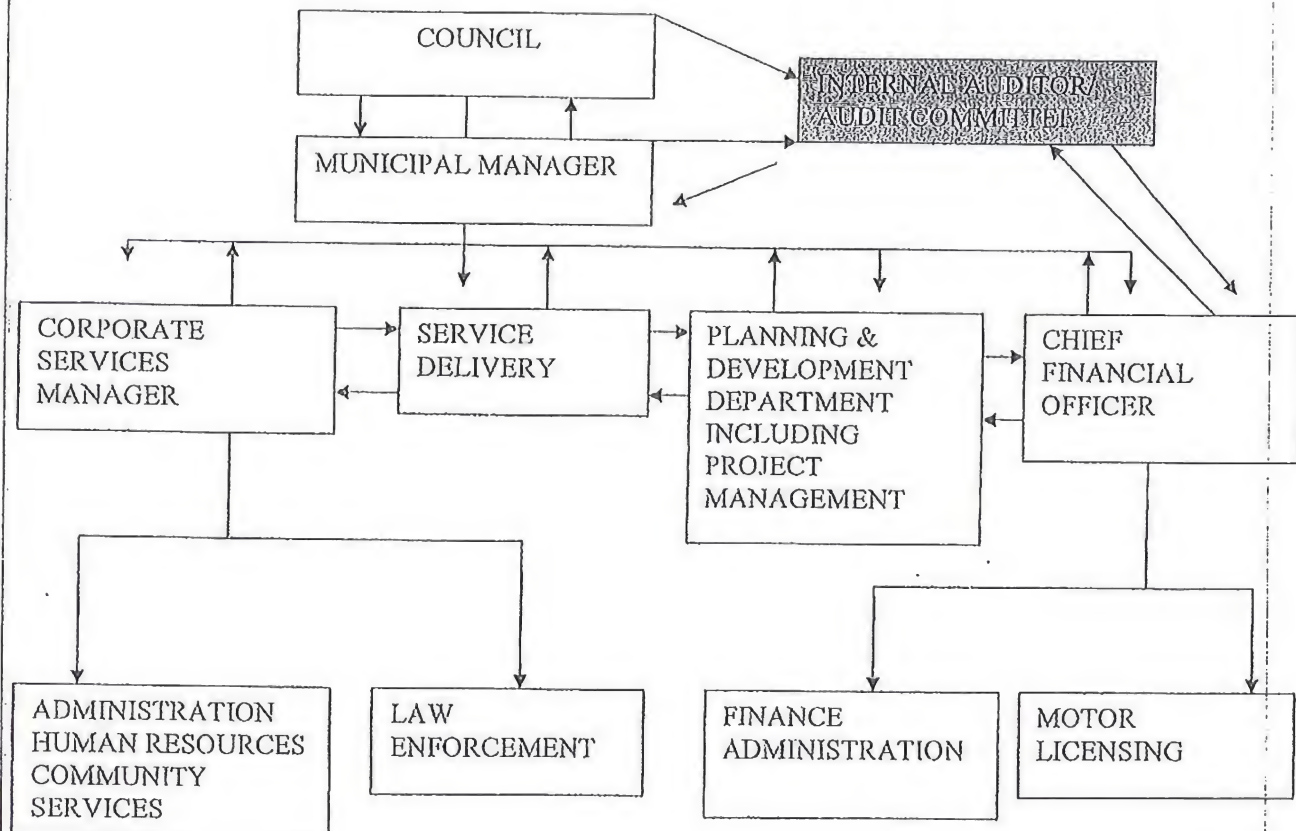 COUNCIL
INTERNAL AUDITOR/
AUDIT COMMITTEE
MUNICIPAL MANAGER
CORPORATE
SERVICES
MANAGER
SERVICE
DELIVERY
PLANNING &
DEVELOPMENT
DEPARTMENT
INCLUDING
PROJECT
MANAGEMENT
CHIEF
FINANCIAL
OFFICER
ADMINISTRATION
HUMAN RESOURCES
COMMUNITY
SERVICES
LAW
ENFORCEMENT
FINANCE
ADMINISTRATION
MOTOR
LICENSING